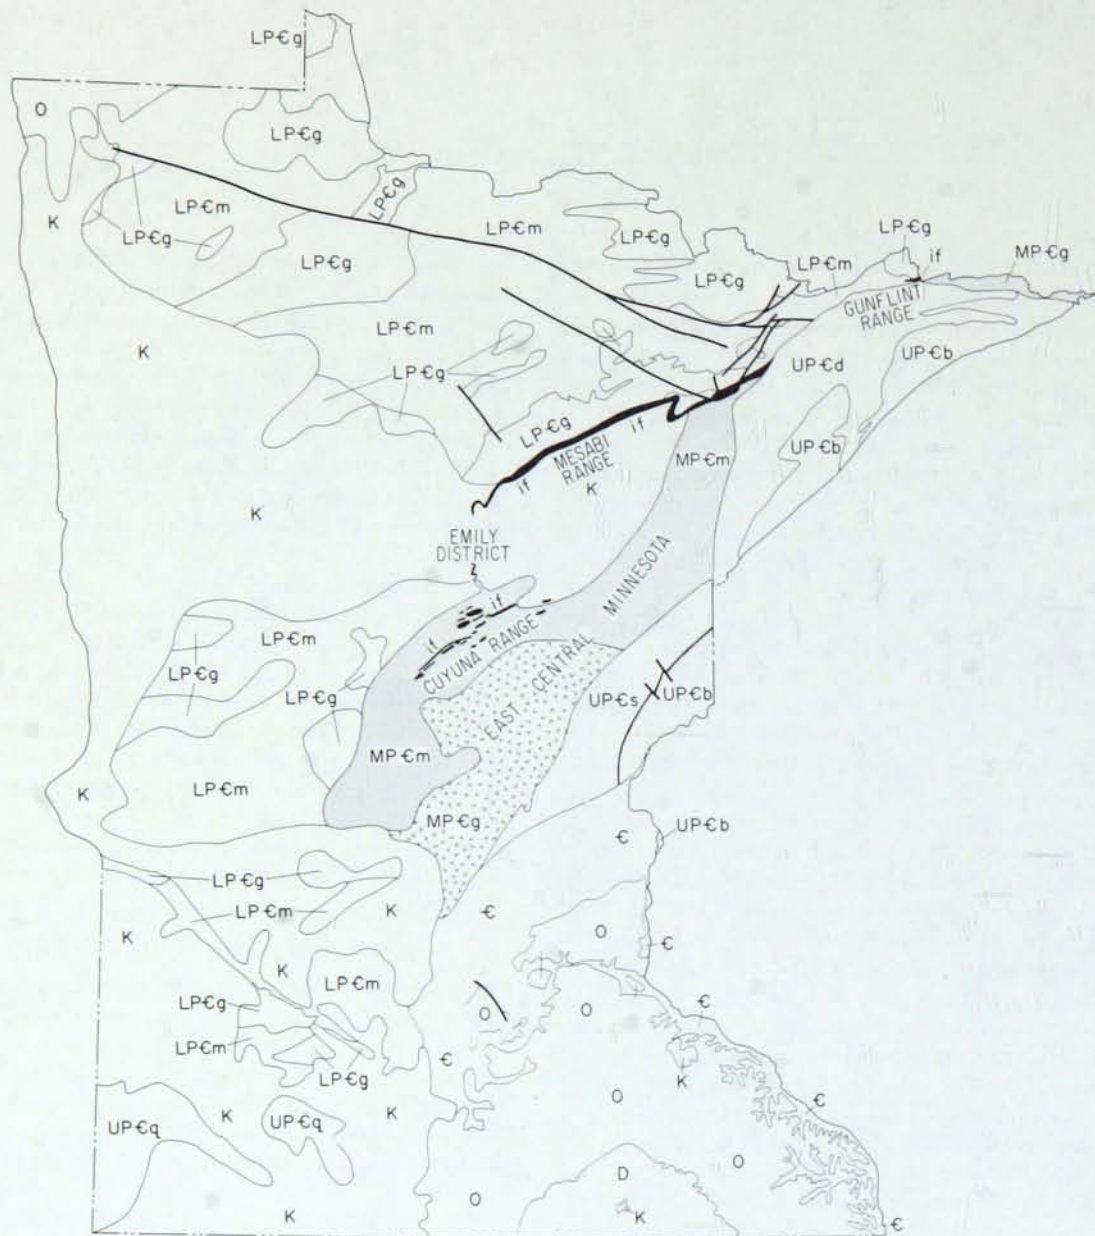 LP€g
O
LP€g
LP€g
LP€m
K
LP€g
LP€m
LP€g
LP€g
LP€g
if
MP€g
LP€g
LP€g
LP€m
GUNFLINT
RANGE
LP€m
K
UP€b
UP€d
LP€g
LP€g
if
UP€b
MESABI
RANGE
MP€m
if
K
K
EMILY
DISTRICT
EAST CENTRAL MINNESOTA
if
LP€m
if
CUYUNA RANGE
LP€g
LP€g
UP€s
UP€b
MP€m
LP€m
K
MP€g
UP€b
€
LP€g
LP€m
K
€
K
O
€
K
LP€m
LP€g
O
O
€
LP€m
€
LP€g
K
O
€
K
K
UP€q
UP€q
O
D
O
K
K
€